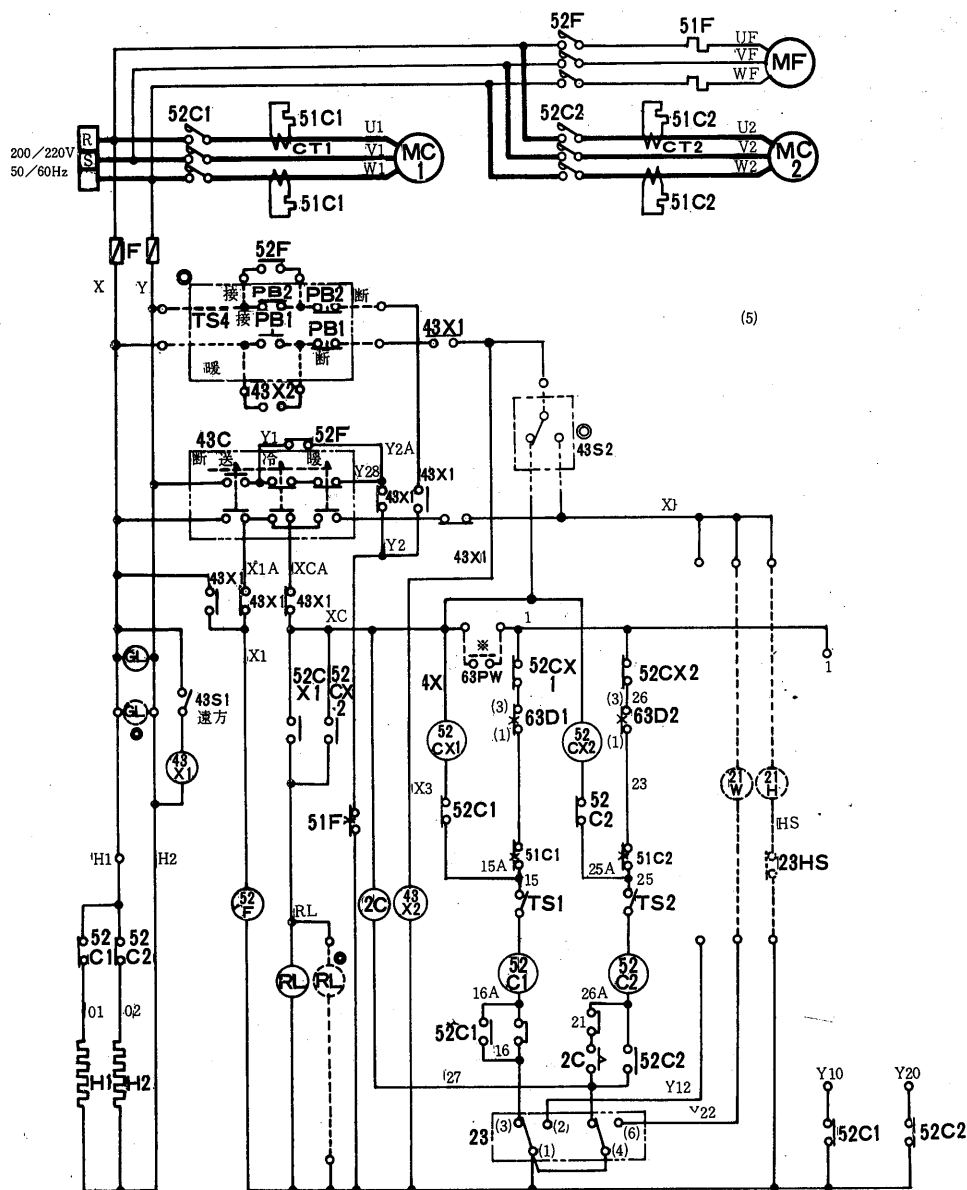 52F
51F
UF
VF
WF
MF
52C1
51C1
U1
V1
W1
CT1
MC
1
51C1
52C2
51C2
U2
V2
W2
CT2
MC
2
51C2
R
S
200/220V
50/60Hz
F
X
Y
52F
接
PB2
PB2
断
TS4
接
PB1
PB1
暖
断
43X2
43X1
(5)
43S2
43C
断 送 冷 暖
Y1
52F
Y2A
Y28
43X1
43X1
Y2
43X1
X1A
XCA
43X1
43X1
43X1
XC
X1
1
1
GL
GL
43S1
遠方
43
X1
52C
X1
52
CX
2
4X
※
63PW
52CX
1
(3)
63D1
(1)
52CX2
(3)
26
63D2
(1)
52
CX1
52
CX2
X3
52C1
52
C2
23
21
W
21
H
HS
23HS
51F
51C1
15A
15
51C2
25A
25
TS1
TS2
H1
H2
52
F
2C
43
X2
RL
RL
RL
52
C1
52
C2
52
C1
52
C2
16A
26A
01
02
52C1
16
21
2C
52C2
27
H1
H2
Y12
Y22
Y10
Y20
23
(3)
(2)
(1)
(6)
(4)
52C1
52C2